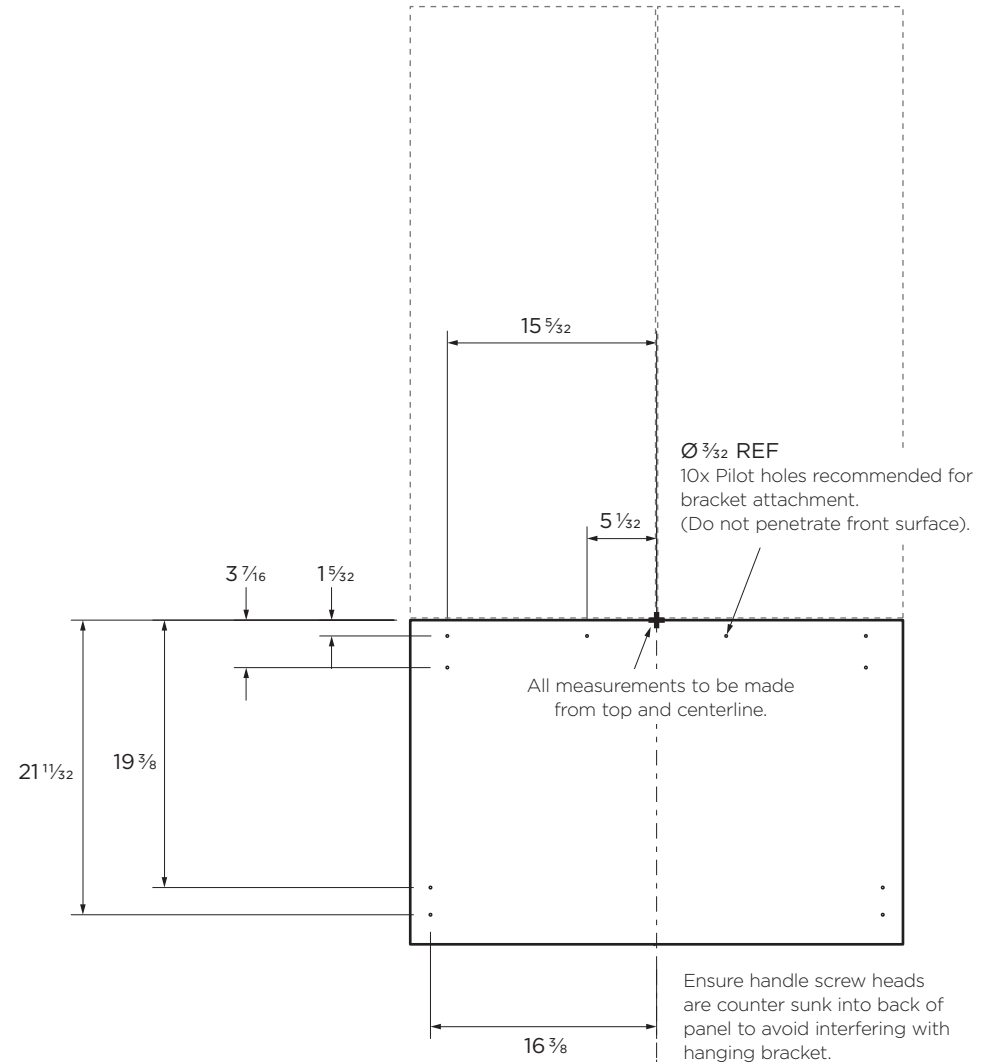 15 5/32
Ø 3/32 REF
10x Pilot holes recommended for
bracket attachment.
(Do not penetrate front surface).
5 1/32
3 7/16
1 5/32
All measurements to be made
from top and centerline.
19 3/8
21 11/32
Ensure handle screw heads
are counter sunk into back of
panel to avoid interfering with
hanging bracket.
16 3/8